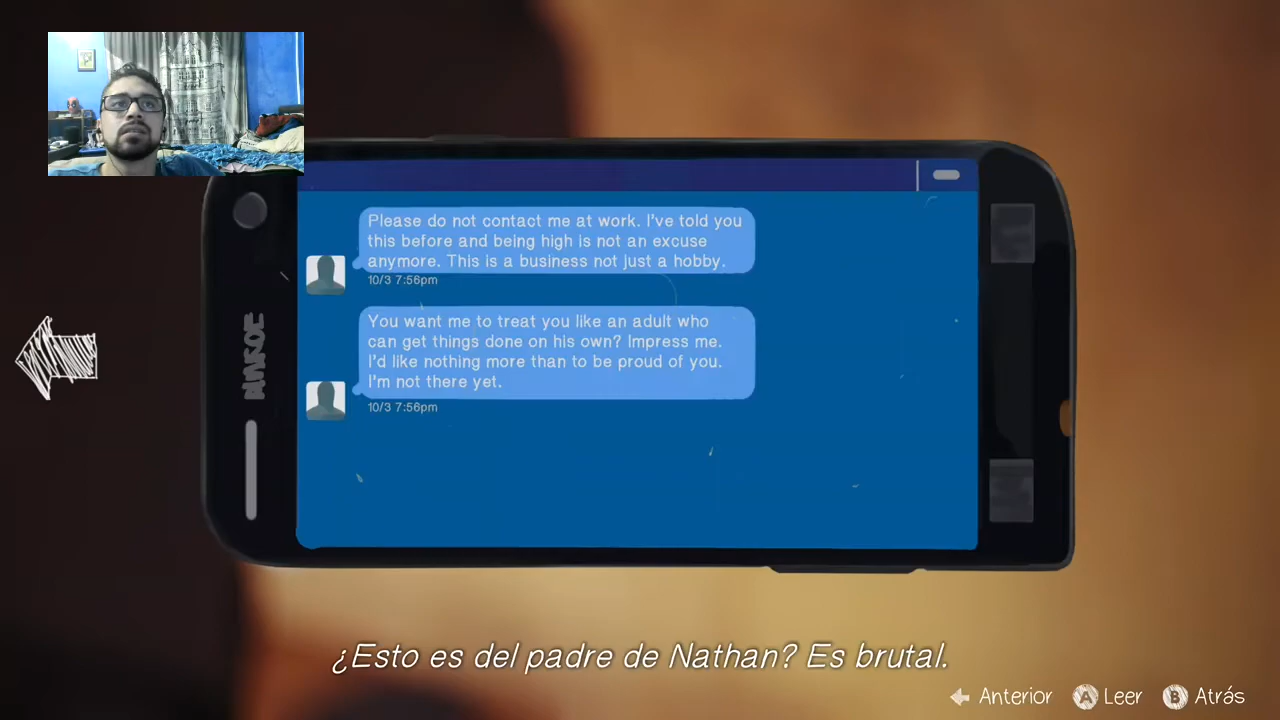 Please do not contact me at work. I've told you
this before and being high is not an excuse
anymore. This is a business not just a hobby.
10/3 7:56pm
You want me to treat you like an adult who
can get things done on his own? Impress me.
I'd like nothing more than to be proud of you.
I'm not there yet.
10/3 7:56pm
¿Esto es del padre de Nathan? Es brutal.
Anterior A Leer B Atrás